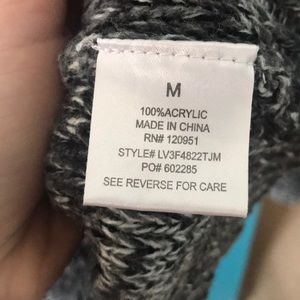 M
100%ACRYLIC
MADE IN CHINA
RN# 120951
STYLE# LV3F4822TJM
PO# 602285
SEE REVERSE FOR CARE